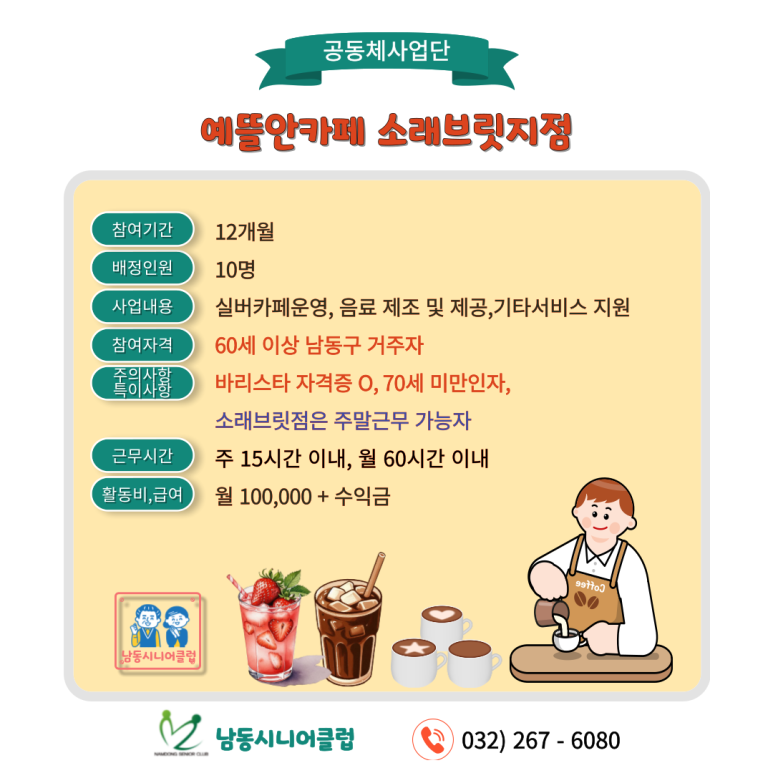 공동체사업단
예뜰안카페 소래브릿지점
참여기간 12개월
배정인원 10명
사업내용 실버카페운영, 음료 제조 및 제공,기타서비스 지원
참여자격 60세 이상 남동구 거주자
주의사항
특이사항
바리스타 자격증 O, 70세 미만인자,
소래브릿점은 주말근무 가능자
근무시간 주 15시간 이내, 월 60시간 이내
활동비,급여 월 100,000 + 수익금
Coffee
남동시니어클럽
NAMDONG SENIOR CLUB
남동시니어클럽
032) 267 - 6080